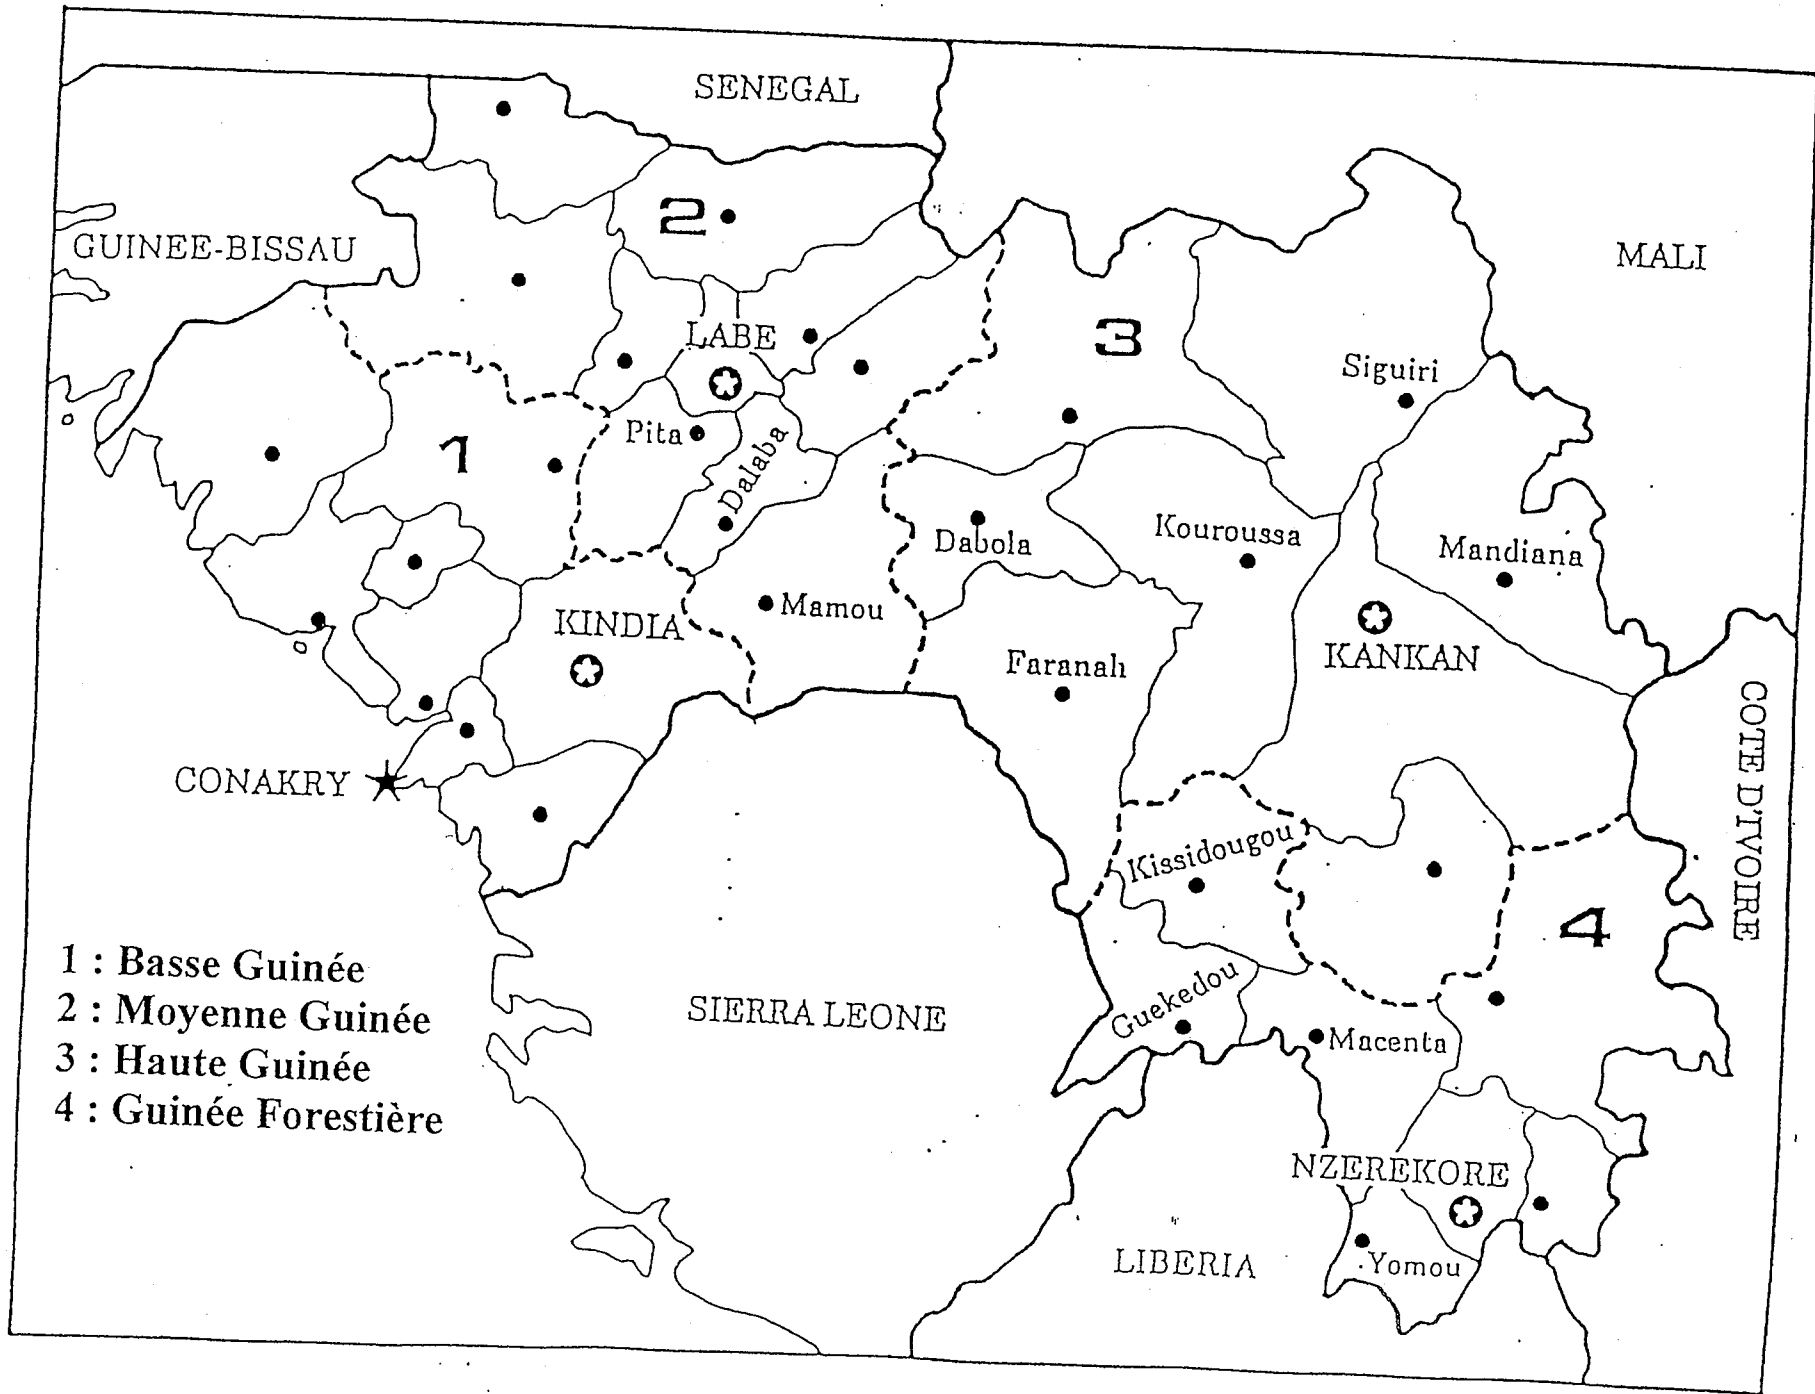 SENEGAL
2
GUINEE-BISSAU
MALI
LABE
3
Siguiri
Pita
Dalaba
1
Dabola
Kouroussa
Mandiana
KINDIA
Mamou
Faranah
KANKAN
CONAKRY
COTE D'IVOIRE
Kissidougou
4
1 : Basse Guinée
2 : Moyenne Guinée
3 : Haute Guinée
4 : Guinée Forestière
SIERRA LEONE
Guekedou
Macenta
NZEREKORE
LIBERIA
Yomou